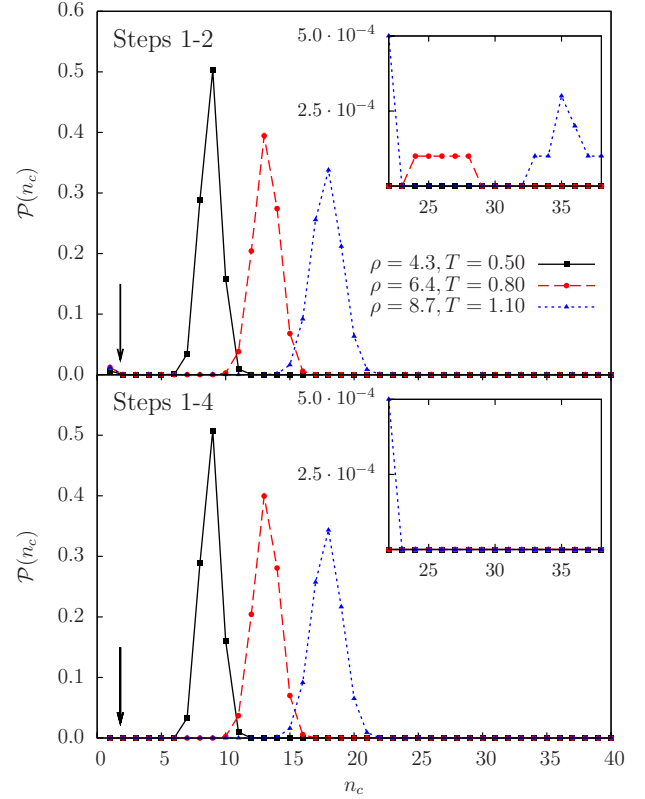 0.6
Steps 1-2
5.0 · 10⁻⁴
0.5
2.5 · 10⁻⁴
0.4
P(n_c)
0.3
25 30 35
ρ = 4.3, T = 0.50
0.2
ρ = 6.4, T = 0.80
ρ = 8.7, T = 1.10
0.1
0.0
Steps 1-4
5.0 · 10⁻⁴
0.5
2.5 · 10⁻⁴
0.4
P(n_c)
0.3
25 30 35
0.2
0.1
0.0
0 5 10 15 20 25 30 35 40
n_c